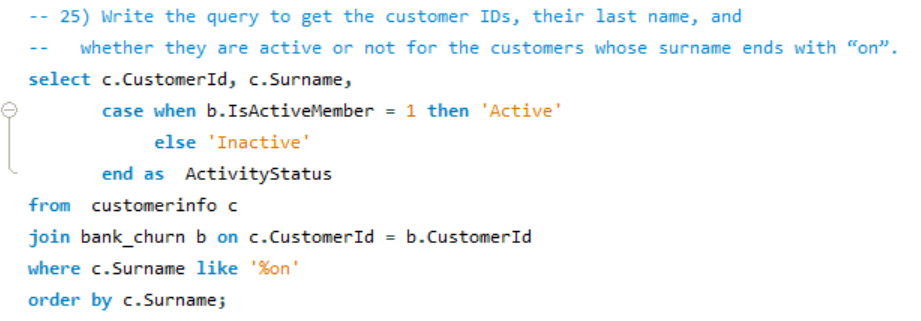 -- 25) Write the query to get the customer IDs, their last name, and
--   whether they are active or not for the customers whose surname ends with “on”.
select c.CustomerId, c.Surname,
case when b.IsActiveMember = 1 then 'Active'
else 'Inactive'
end as  ActivityStatus
from  customerinfo c
join bank_churn b on c.CustomerId = b.CustomerId
where c.Surname like '%on'
order by c.Surname;